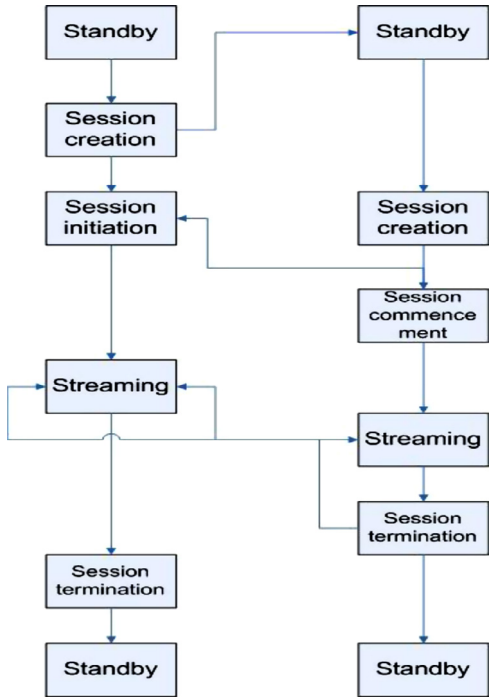 Standby
Standby
Session
creation
Session
initiation
Session
creation
Session
commence
ment
Streaming
Streaming
Session
termination
Session
termination
Standby
Standby